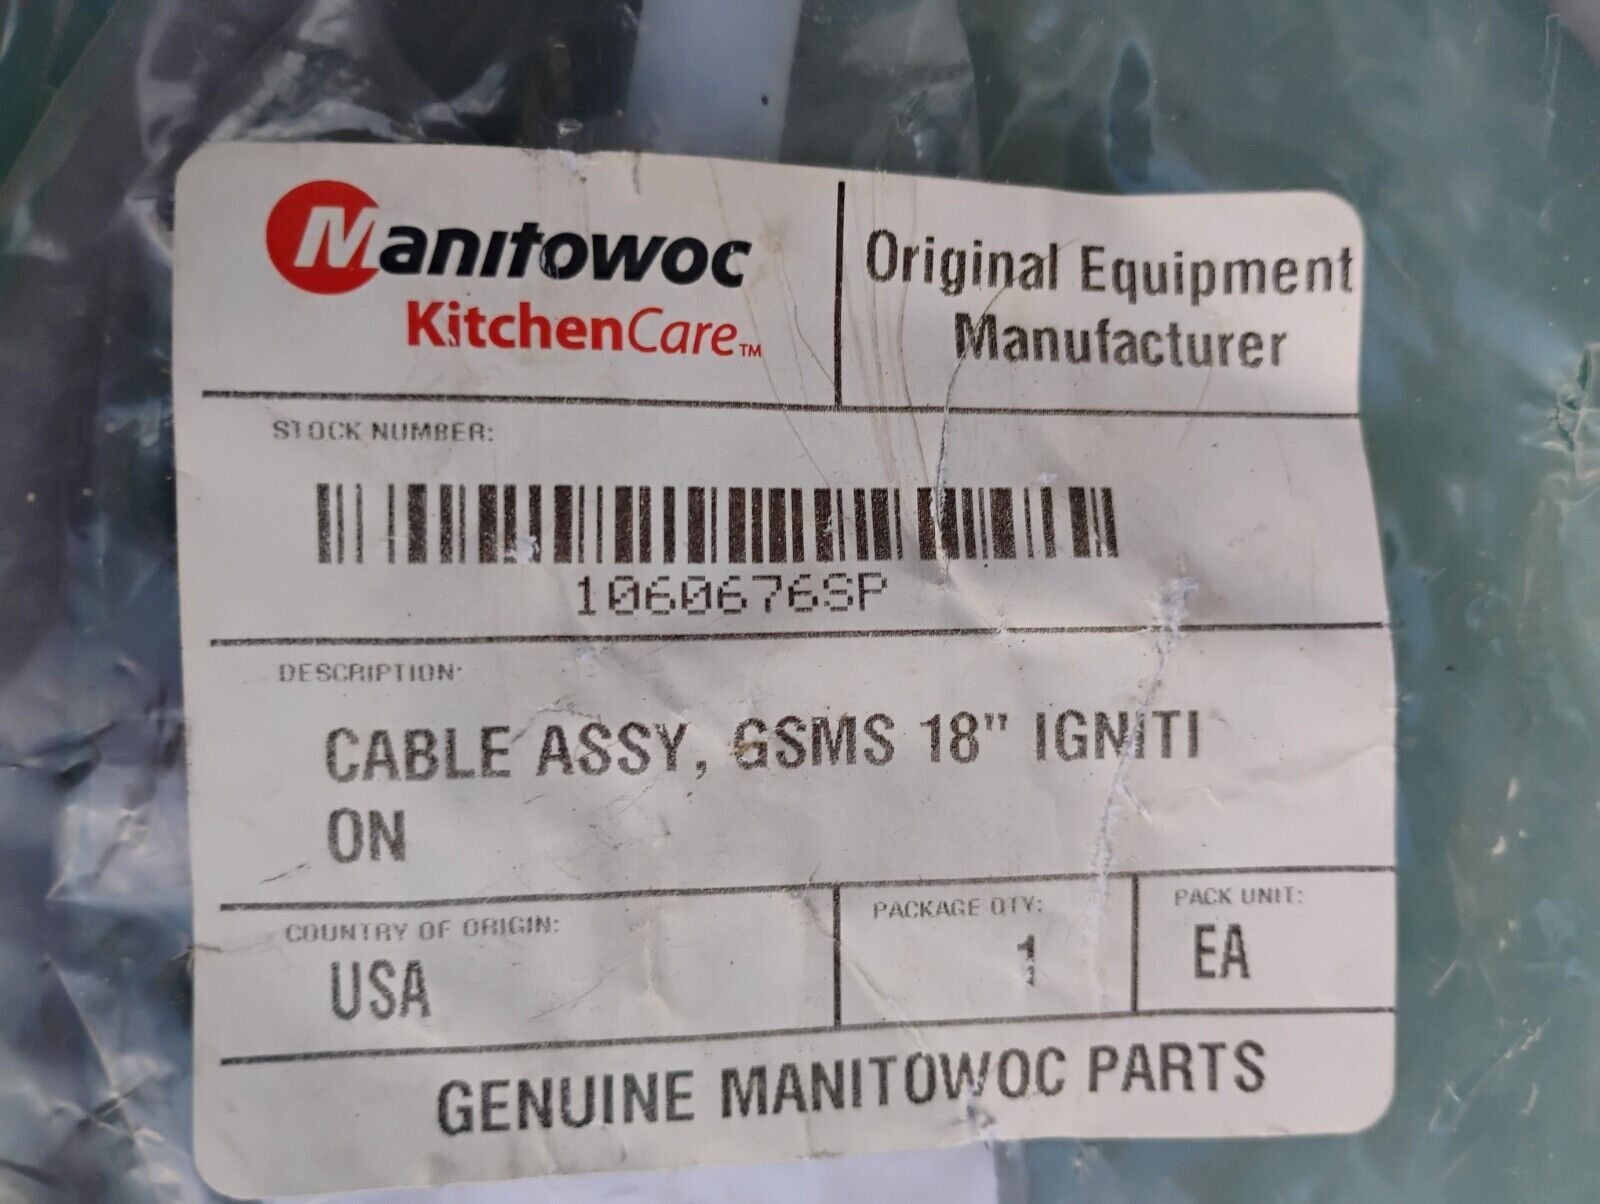 Manitowoc
KitchenCare™
Original Equipment
Manufacturer
STOCK NUMBER:
1060676SP
DESCRIPTION:
CABLE ASSY, GSMS 18" IGNITI
ON
COUNTRY OF ORIGIN:
USA
PACKAGE QTY:
1
PACK UNIT:
EA
GENUINE MANITOWOC PARTS